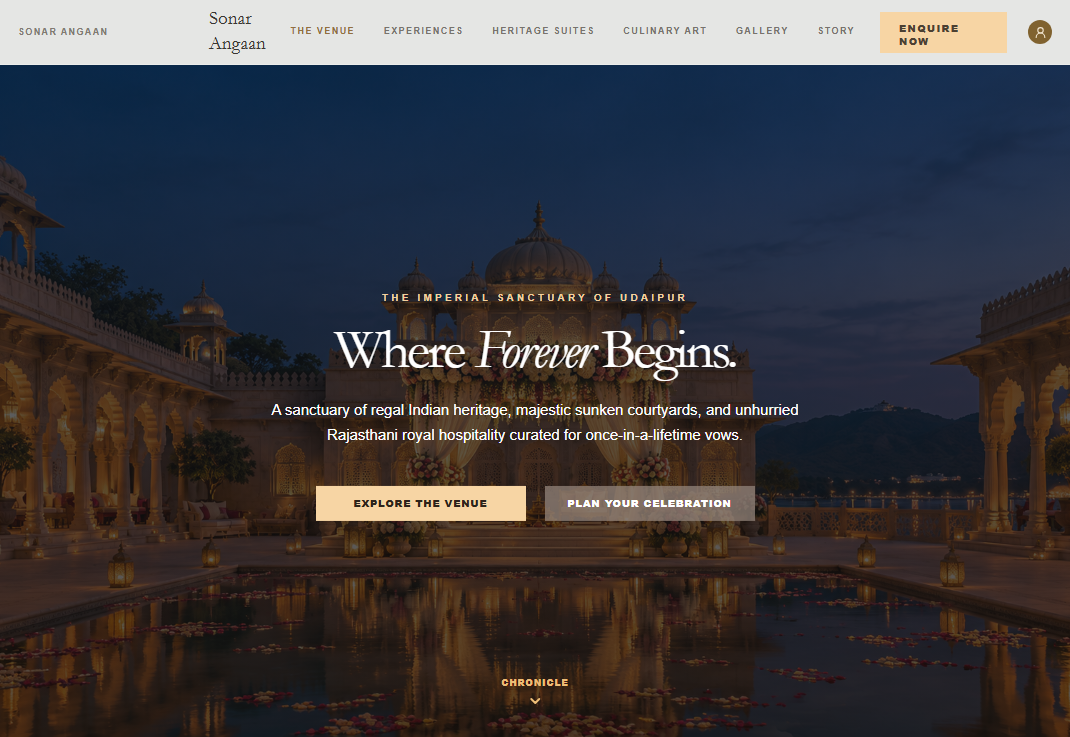 SONAR ANGAAN
Sonar
Angaan
THE VENUE
EXPERIENCES
HERITAGE SUITES
CULINARY ART
GALLERY
STORY
ENQUIRE
NOW
THE IMPERIAL SANCTUARY OF UDAIPUR
Where Forever Begins.
A sanctuary of regal Indian heritage, majestic sunken courtyards, and unhurried
Rajasthani royal hospitality curated for once-in-a-lifetime vows.
EXPLORE THE VENUE
PLAN YOUR CELEBRATION
CHRONICLE